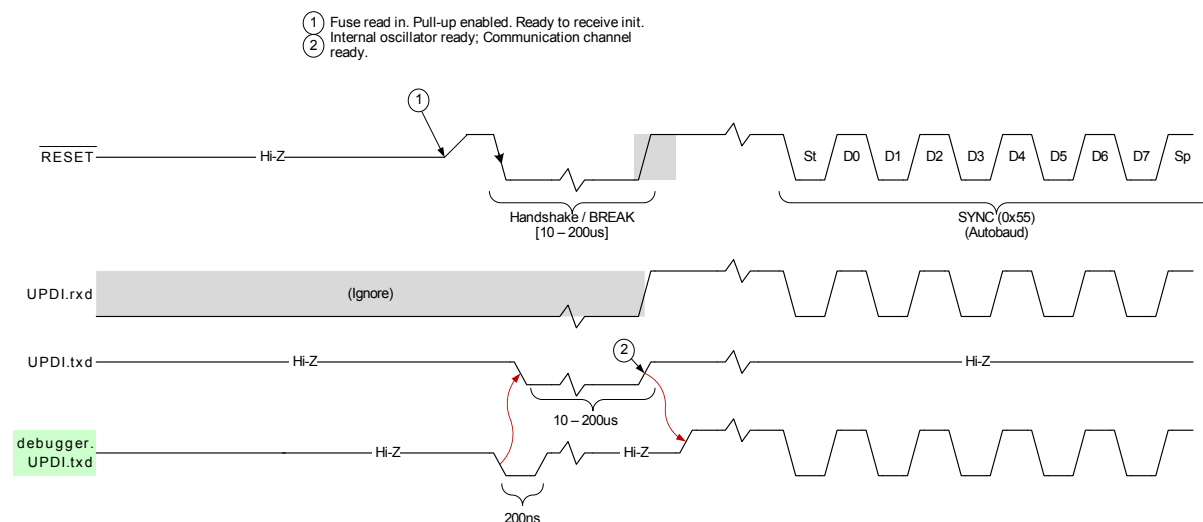 1 Fuse read in. Pull-up enabled. Ready to receive init.
2 Internal oscillator ready; Communication channel
ready.
1
RESET
Hi-Z
St D0 D1 D2 D3 D4 D5 D6 D7 Sp
Handshake / BREAK
[10 – 200us]
SYNC (0x55)
(Autobaud)
UPDI.rxd
(Ignore)
2
UPDI.txd
Hi-Z Hi-Z Hi-Z
10 – 200us
debugger.
UPDI.txd
Hi-Z Hi-Z
200ns